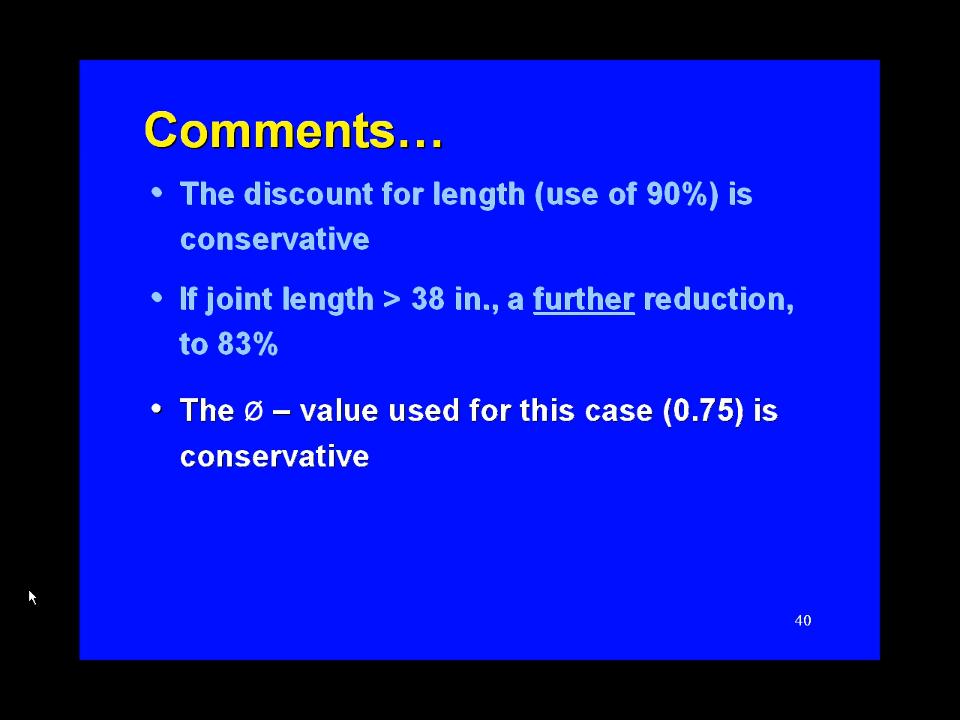 Comments…
• The discount for length (use of 90%) is
conservative
• If joint length > 38 in., a further reduction,
to 83%
• The Ø – value used for this case (0.75) is
conservative
40